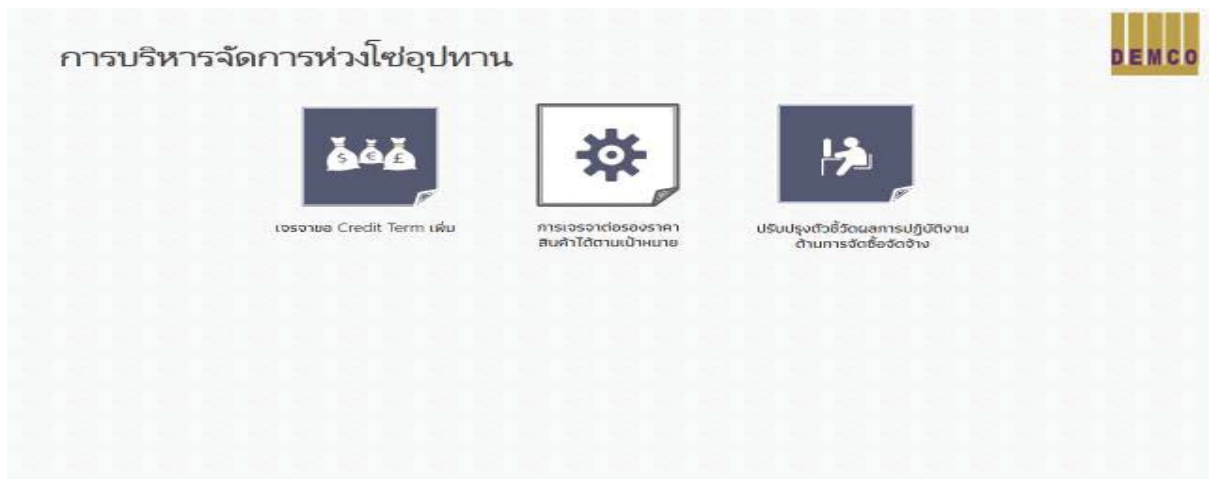 การบริหารจัดการห่วงโซ่อุปทาน
DEMCO
$ € £
เจรจาขอ Credit Term เพิ่ม
การเจรจาต่อรองราคา
สินค้าได้ตามเป้าหมาย
ปรับปรุงตัวชี้วัดผลการปฏิบัติงาน
ด้านการจัดซื้อจัดจ้าง